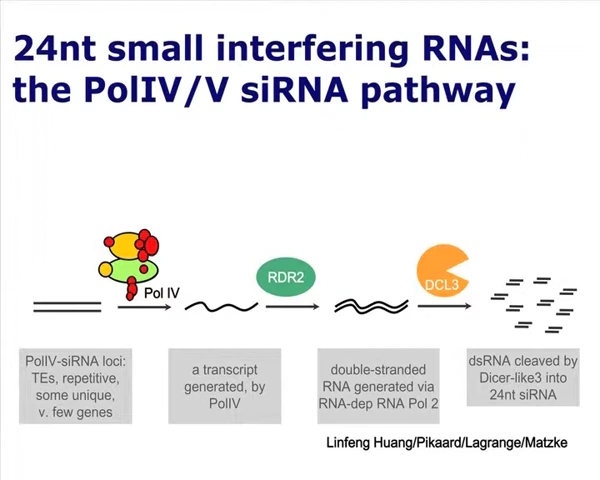 24nt small interfering RNAs:
the PolIV/V siRNA pathway
Pol IV
RDR2
DCL3
PolIV-siRNA loci:
TEs, repetitive,
some unique,
v. few genes
a transcript
generated, by
PolIV
double-stranded
RNA generated via
RNA-dep RNA Pol 2
dsRNA cleaved by
Dicer-like3 into
24nt siRNA
Linfeng Huang/Pikaard/Lagrange/Matzke